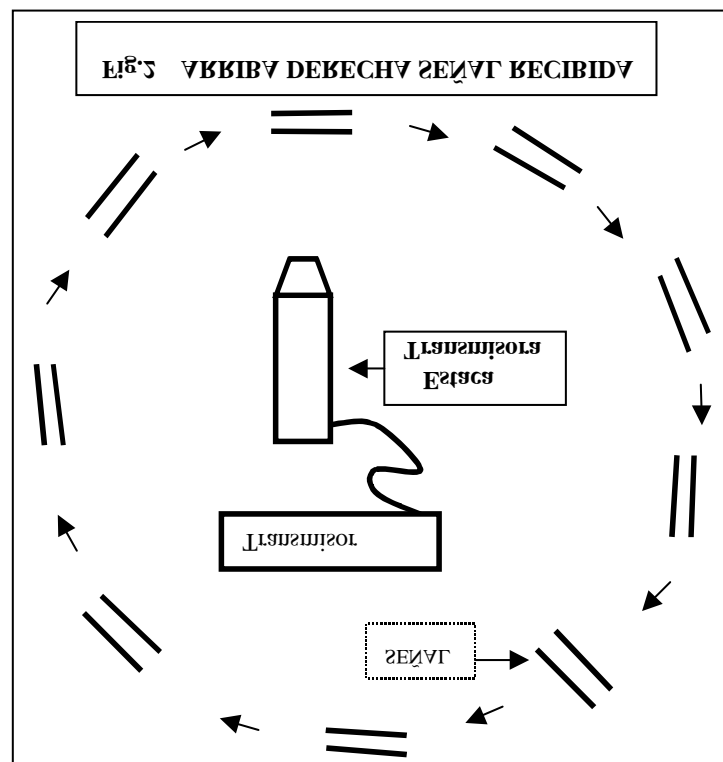 Fig.2 ARRIBA DERECHA SEÑAL RECIBIDA
Estaca
Transmisora
Transmisor
SEÑAL